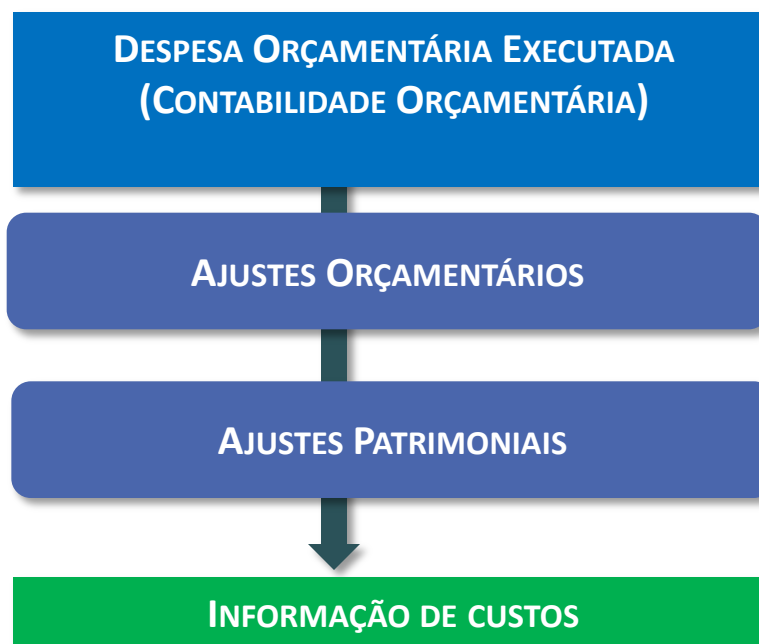 DESPESA ORÇAMENTÁRIA EXECUTADA
(CONTABILIDADE ORÇAMENTÁRIA)
AJUSTES ORÇAMENTÁRIOS
AJUSTES PATRIMONIAIS
INFORMAÇÃO DE CUSTOS